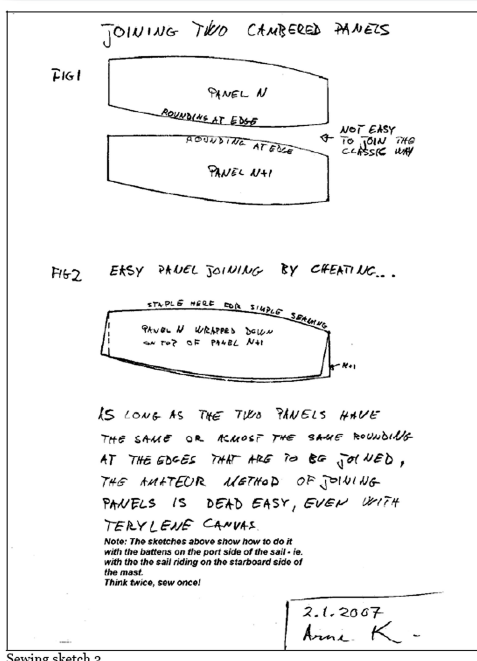 JOINING TWO CAMBERED PANELS
FIG1
PANEL N
ROUNDING AT EDGE
ROUNDING AT EDGE
NOT EASY
TO JOIN THE
CLASSIC WAY
PANEL N+1
FIG2 EASY PANEL JOINING BY CHEATING...
STAPLE HERE FOR SIMPLE SEAMING
PANEL N WRAPPED DOWN
ON TOP OF PANEL N+1
N+1
AS LONG AS THE TWO PANELS HAVE
THE SAME OR ALMOST THE SAME ROUNDING
AT THE EDGES THAT ARE TO BE JOINED,
THE AMATEUR METHOD OF JOINING
PANELS IS DEAD EASY, EVEN WITH
TERYLENE CANVAS.
Note: The sketches above show how to do it
with the battens on the port side of the sail - ie.
with the the sail riding on the starboard side of
the mast.
Think twice, sew once!
2.1.2007
Arne K -
Sewing sketch 2